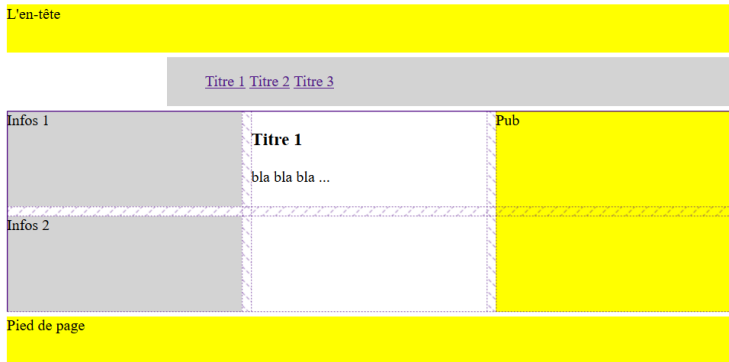 L'en-tête
Titre 1 Titre 2 Titre 3
Infos 1
Titre 1
bla bla bla ...
Pub
Infos 2
Pied de page